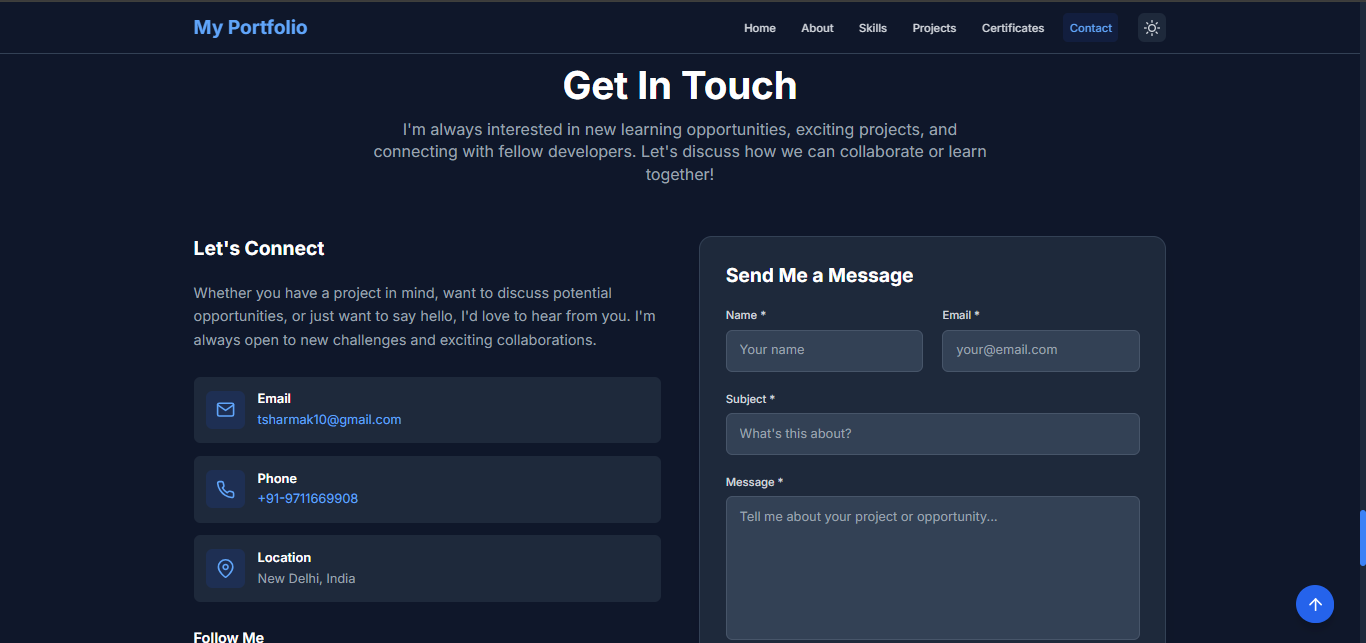 My Portfolio
Home About Skills Projects Certificates Contact
Get In Touch
I'm always interested in new learning opportunities, exciting projects, and
connecting with fellow developers. Let's discuss how we can collaborate or learn
together!
Let's Connect
Whether you have a project in mind, want to discuss potential
opportunities, or just want to say hello, I'd love to hear from you. I'm
always open to new challenges and exciting collaborations.
Email
tsharmak10@gmail.com
Phone
+91-9711669908
Location
New Delhi, India
Follow Me
Send Me a Message
Name * Email *
Your name your@email.com
Subject *
What's this about?
Message *
Tell me about your project or opportunity...